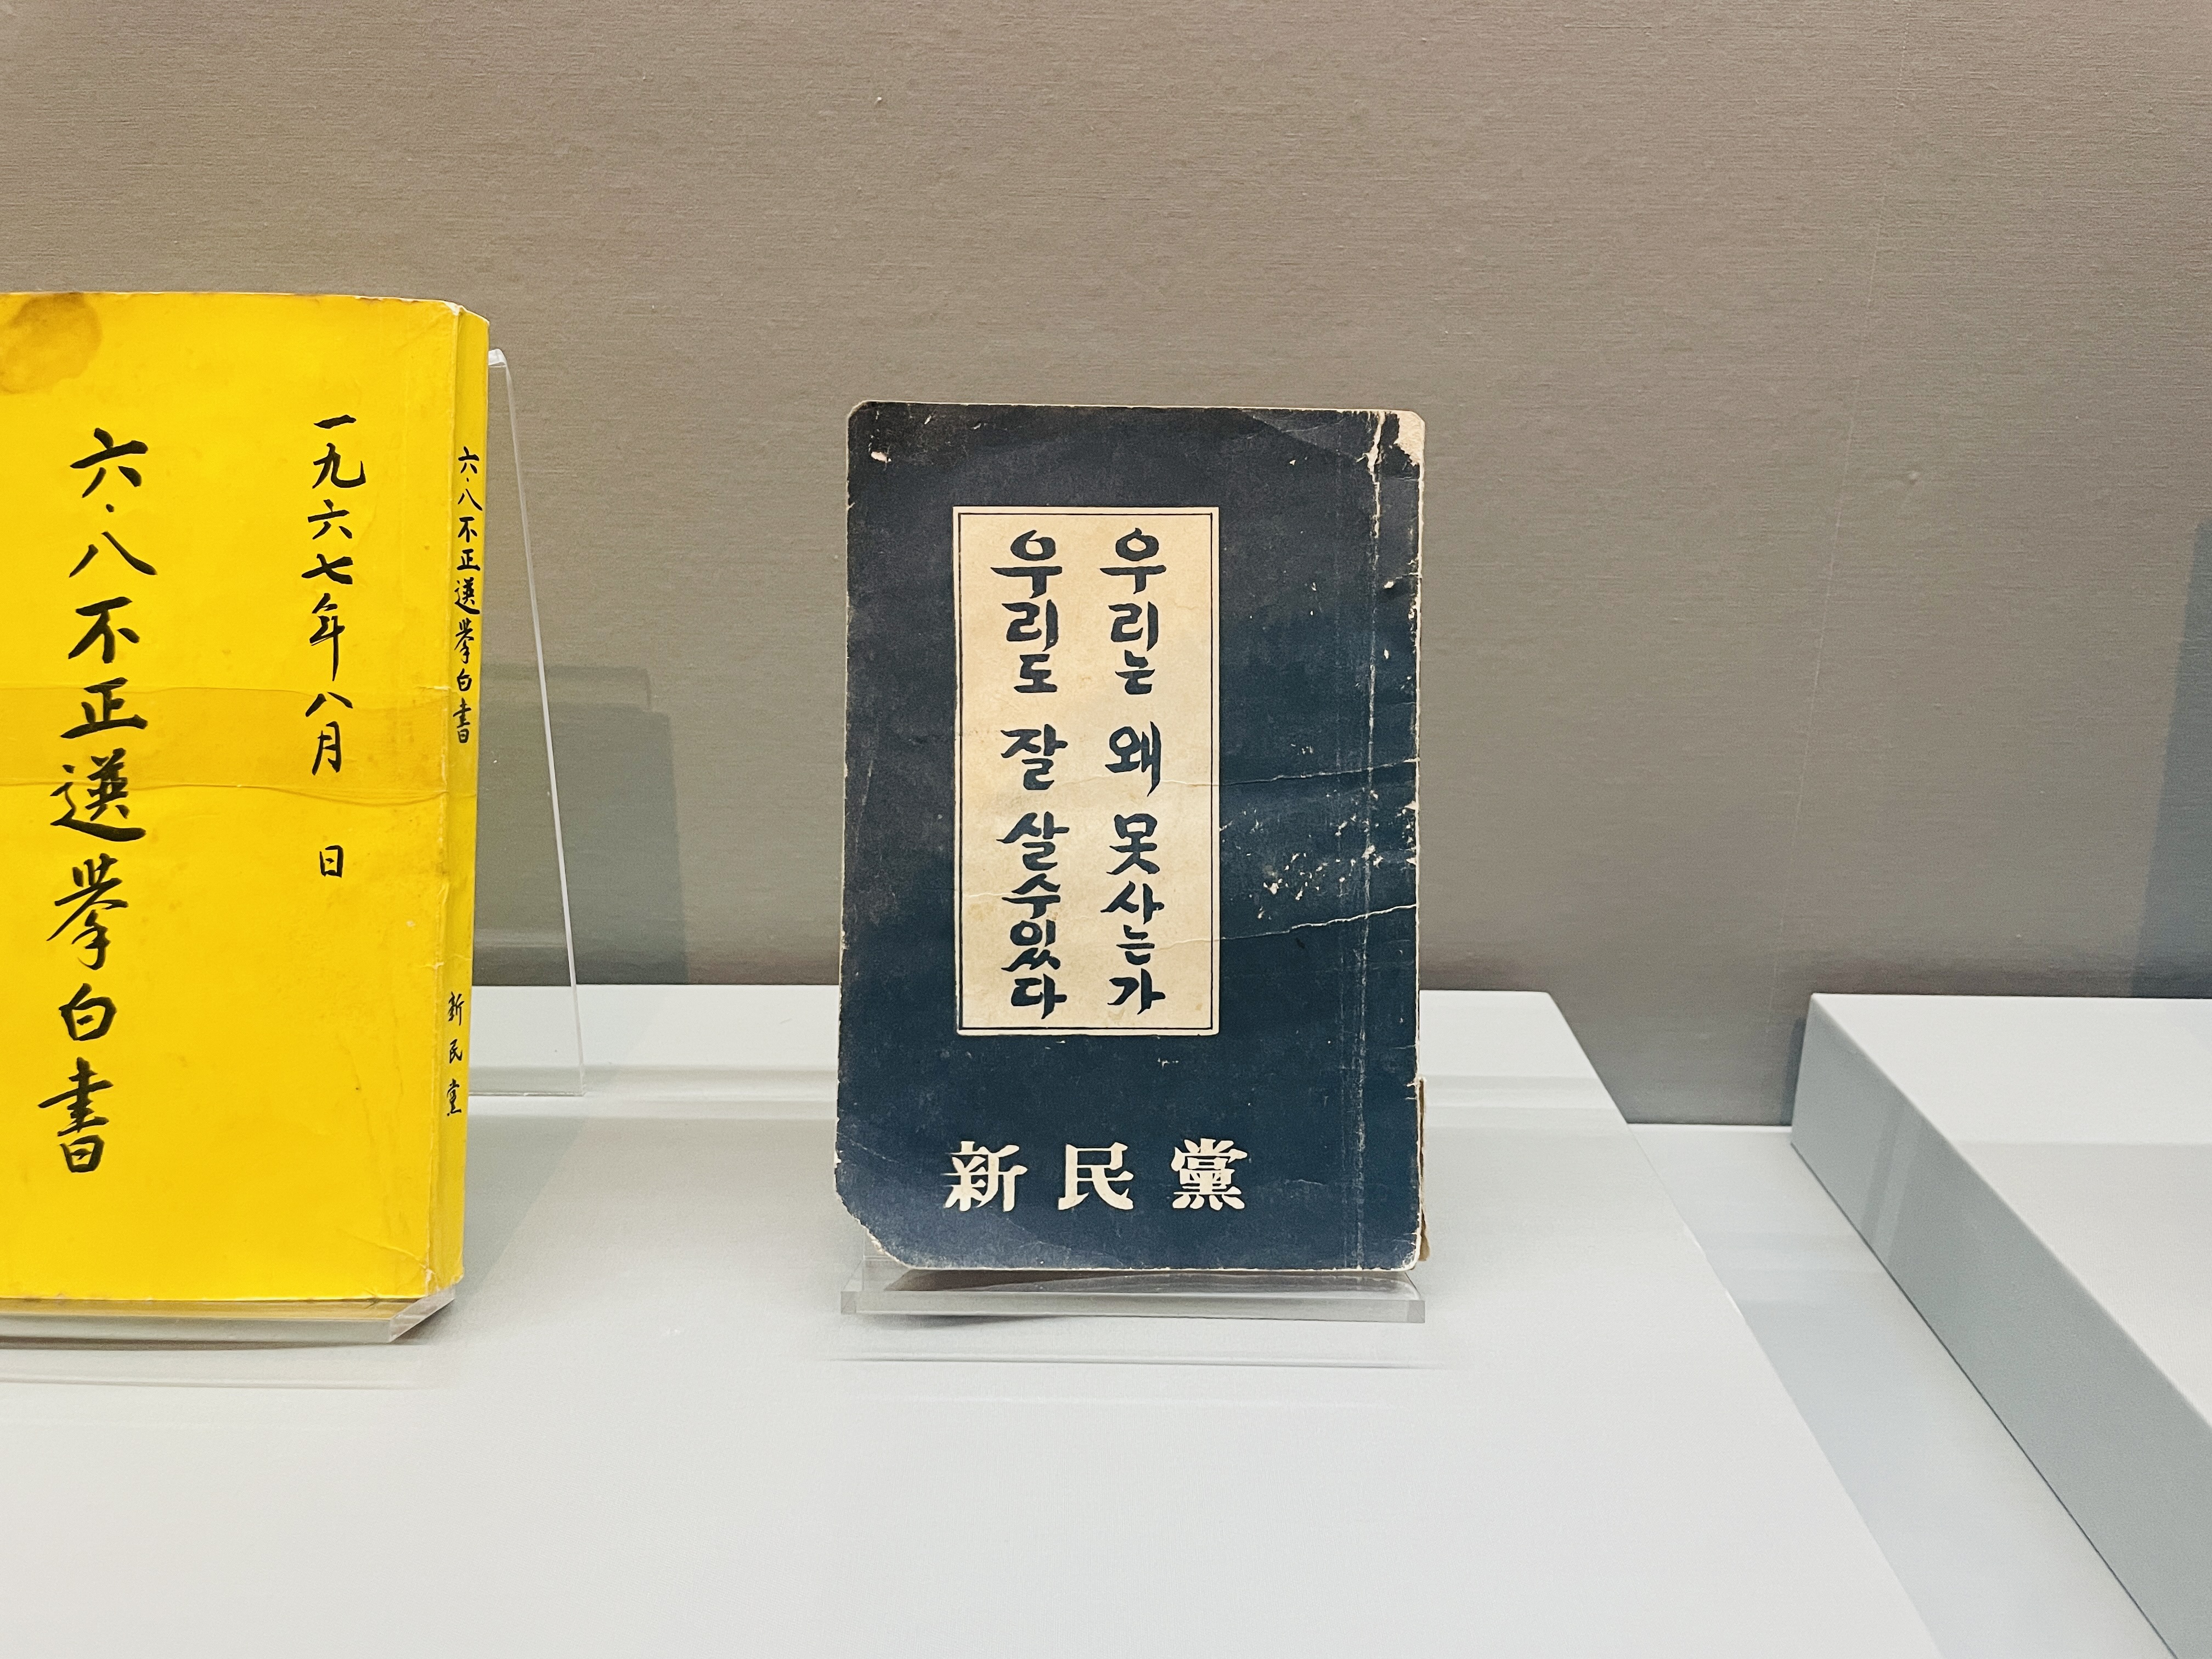 一九六七年八月 日
六·八不正選擧白書
六·八不正選擧白書 新民黨
우리는 왜 못사는가
우리도 잘 살수있다
新民黨